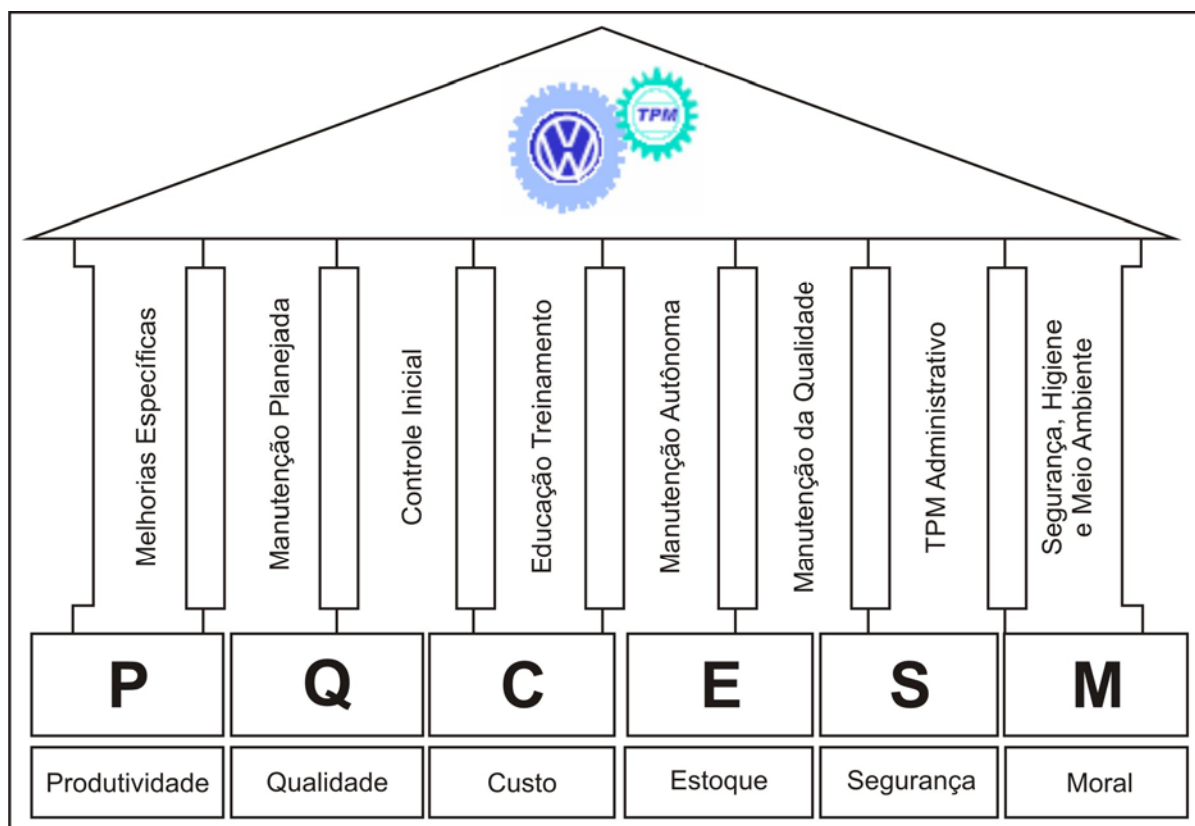 TPM
Melhorias Específicas
Manutenção Planejada
Controle Inicial
Educação Treinamento
Manutenção Autônoma
Manutenção da Qualidade
TPM Administrativo
Segurança, Higiene
e Meio Ambiente
P
Q
C
E
S
M
Produtividade
Qualidade
Custo
Estoque
Segurança
Moral